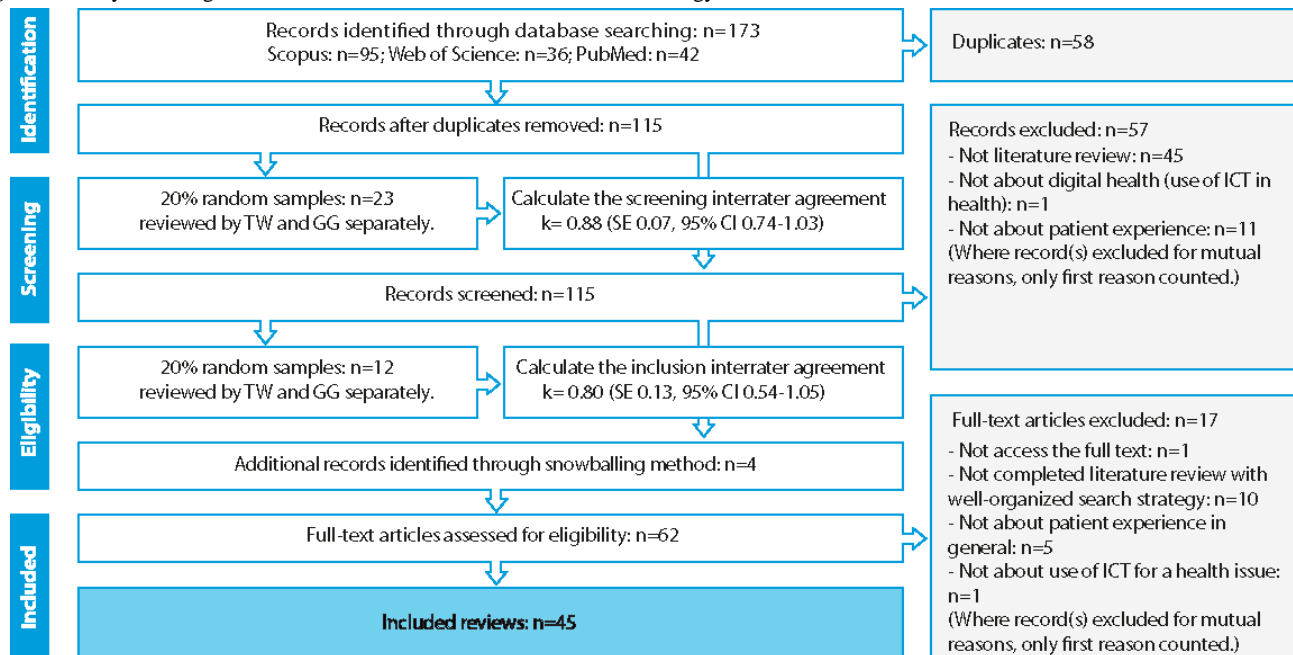 Identification
Records identified through database searching: n=173
Scopus: n=95; Web of Science: n=36; PubMed: n=42
Duplicates: n=58
Records after duplicates removed: n=115
Records excluded: n=57
- Not literature review: n=45
- Not about digital health (use of ICT in
health): n=1
- Not about patient experience: n=11
(Where record(s) excluded for mutual
reasons, only first reason counted.)
Screening
20% random samples: n=23
reviewed by TW and GG separately.
Calculate the screening interrater agreement
k= 0.88 (SE 0.07, 95% CI 0.74-1.03)
Records screened: n=115
Eligibility
20% random samples: n=12
reviewed by TW and GG separately.
Calculate the inclusion interrater agreement
k= 0.80 (SE 0.13, 95% CI 0.54-1.05)
Additional records identified through snowballing method: n=4
Full-text articles excluded: n=17
- Not access the full text: n=1
- Not completed literature review with
well-organized search strategy: n=10
- Not about patient experience in
general: n=5
- Not about use of ICT for a health issue:
n=1
(Where record(s) excluded for mutual
reasons, only first reason counted.)
Included
Full-text articles assessed for eligibility: n=62
Included reviews: n=45